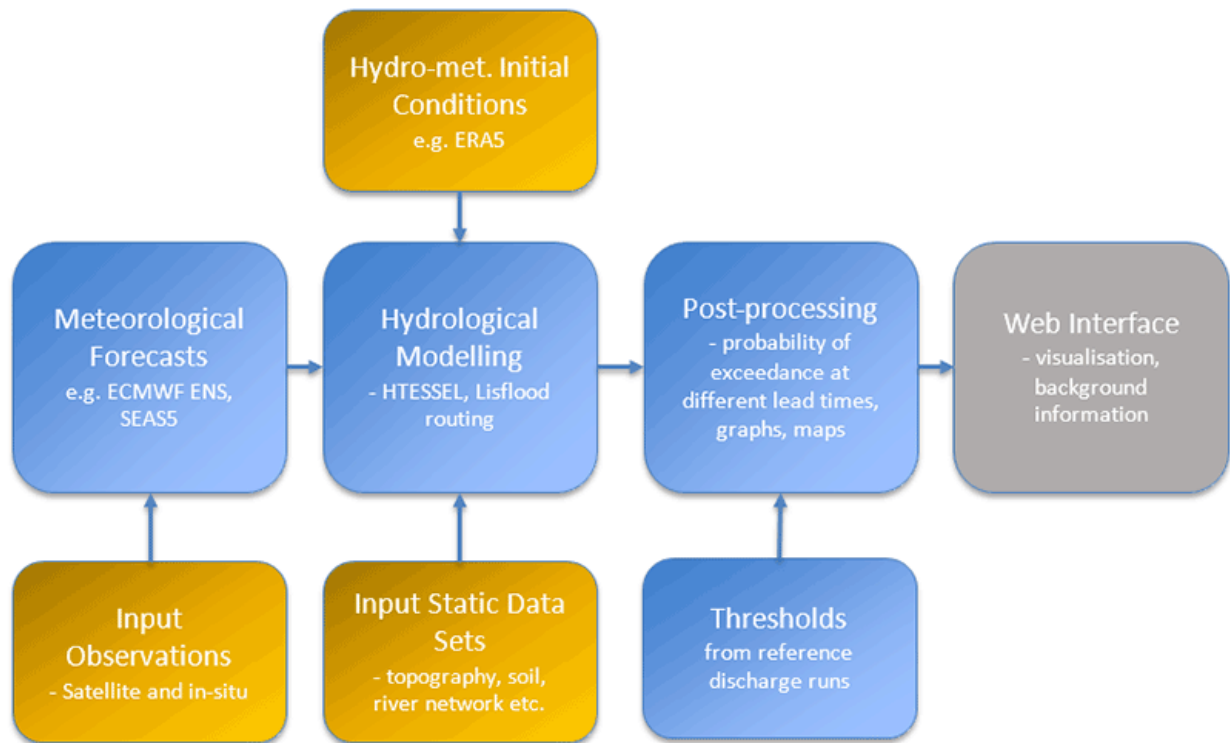 Hydro-met. Initial
Conditions
e.g. ERA5
Meteorological
Forecasts
e.g. ECMWF ENS,
SEAS5
Hydrological
Modelling
- HTESSEL, Lisflood
routing
Post-processing
- probability of
exceedance at
different lead times,
graphs, maps
Web Interface
- visualisation,
background
information
Input
Observations
- Satellite and in-situ
Input Static Data
Sets
- topography, soil,
river network etc.
Thresholds
from reference
discharge runs